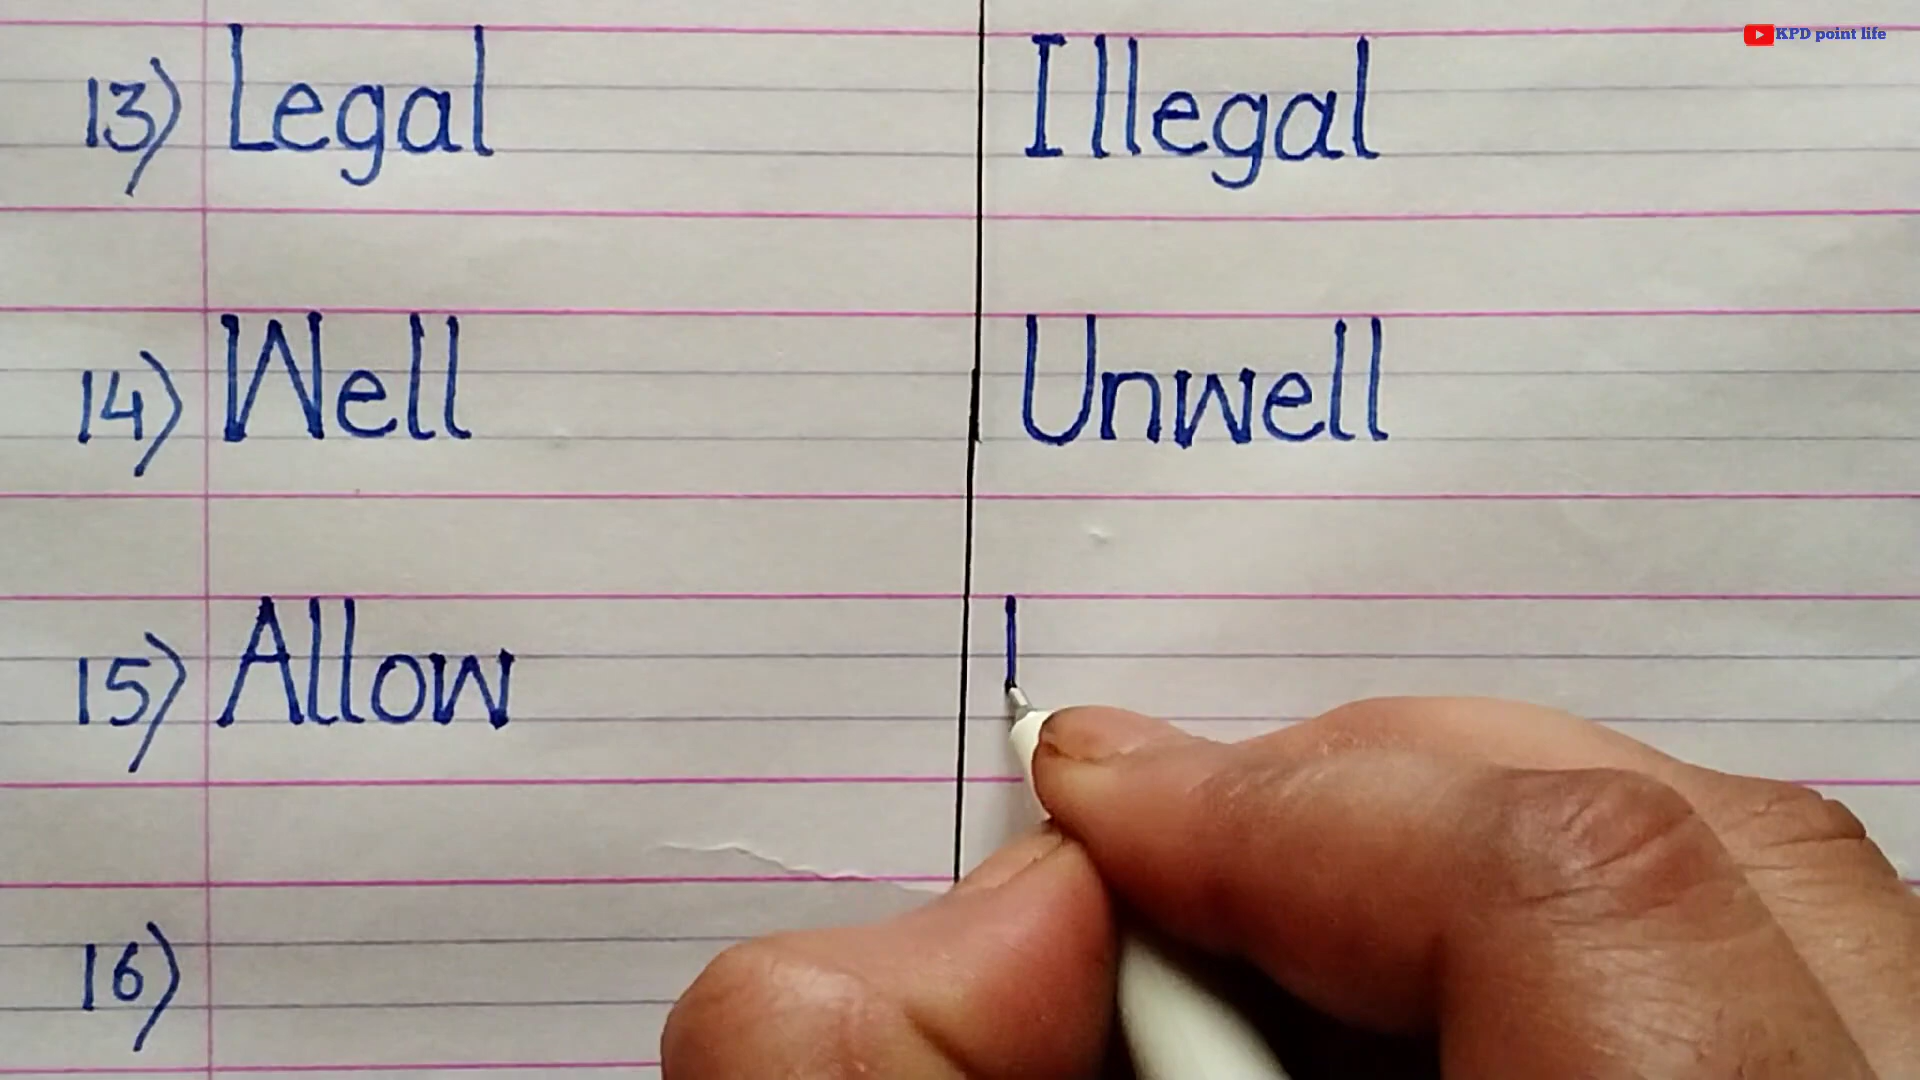 KPD point life
13) Legal Illegal
14) Well Unwell
15) Allow
16)